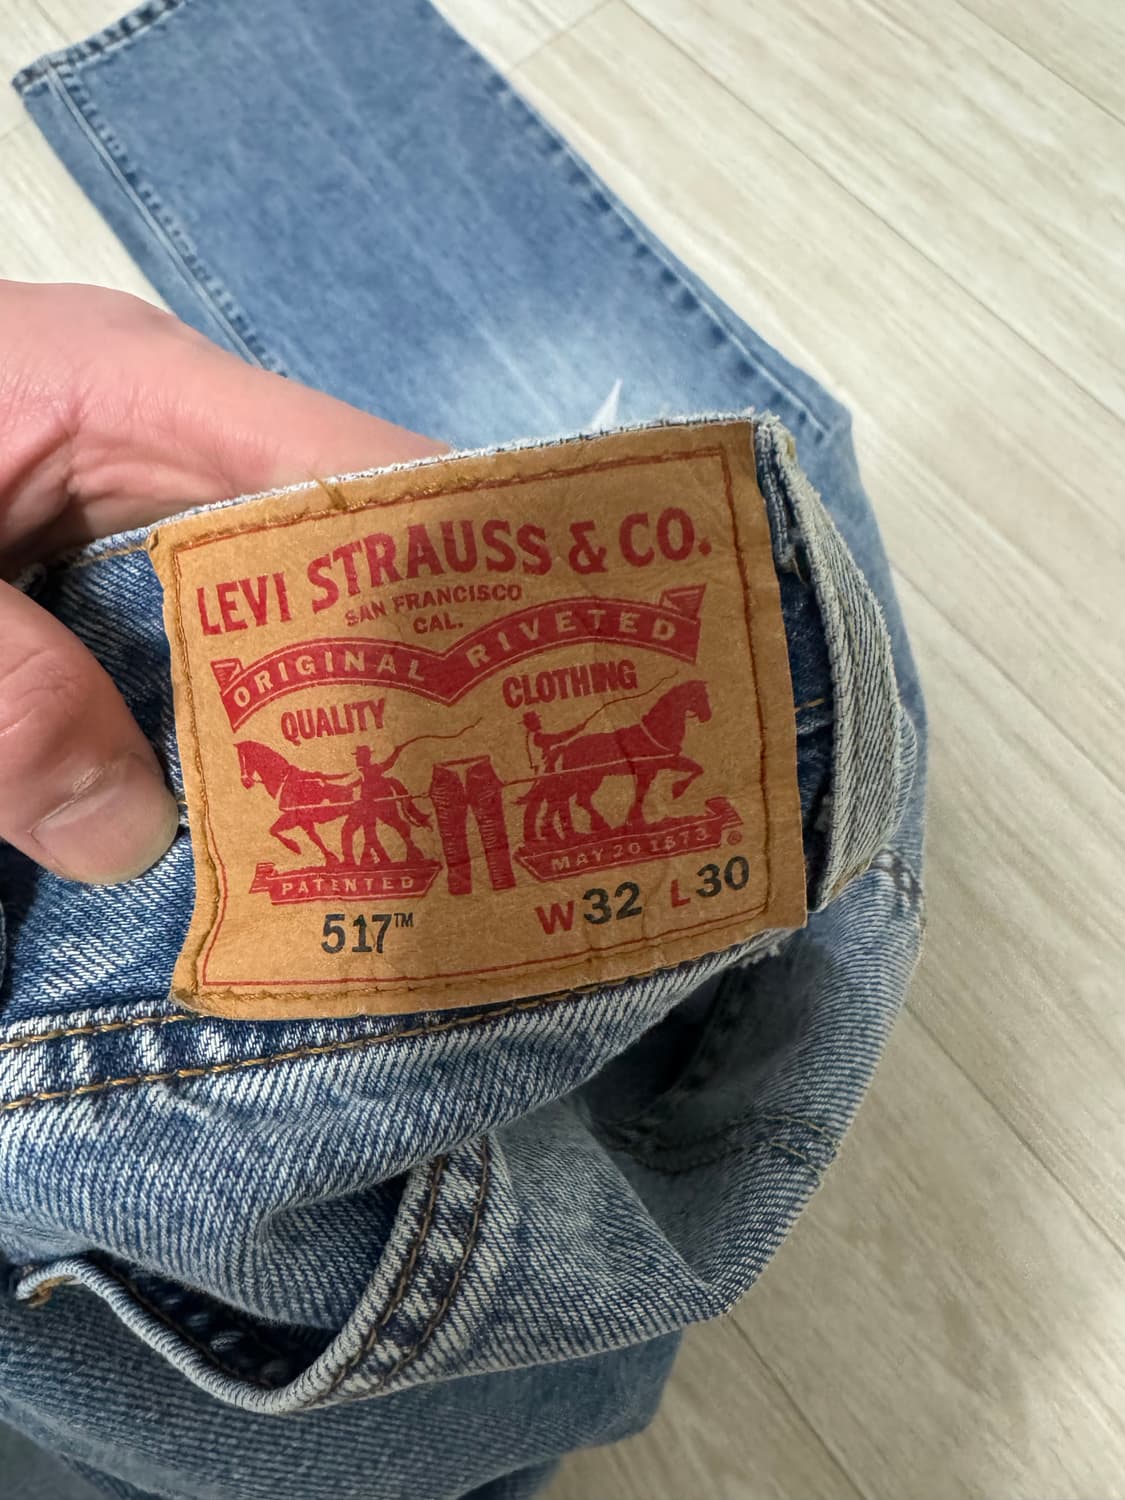 LEVI STRAUSS & CO.
SAN FRANCISCO
CAL.
ORIGINAL RIVETED
QUALITY CLOTHING
PATENTED MAY 20 1873 ®
517™ W32 L30